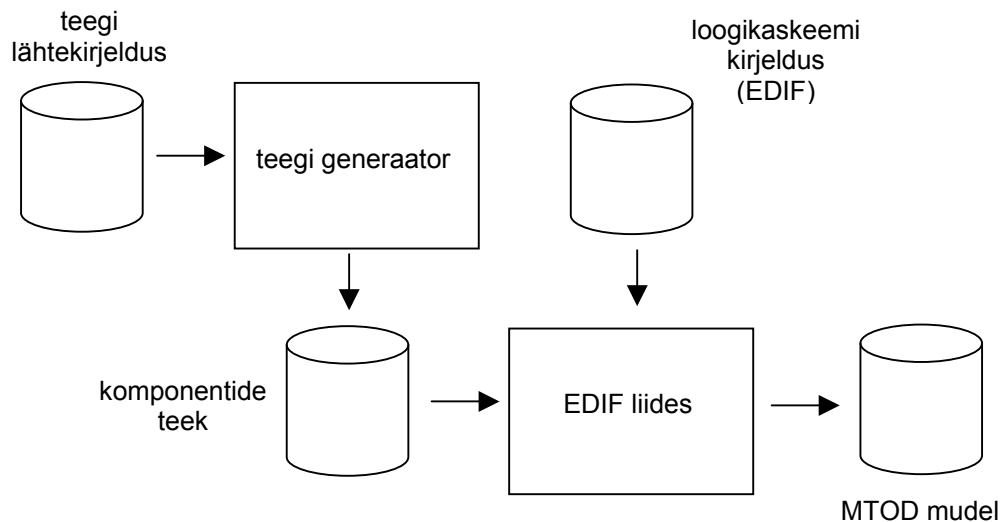 teegi
lähtekirjeldus
loogikaskeemi
kirjeldus
(EDIF)
teegi generaator
komponentide
teek
EDIF liides
MTOD mudel